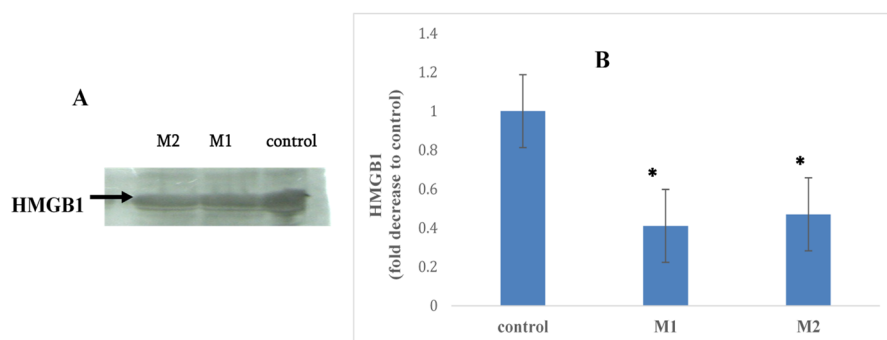 A
M2 M1 control
HMGB1
B
HMGB1
(fold decrease to control)
1.4
1.2
1
0.8
0.6
0.4
0.2
0
*
*
control M1 M2